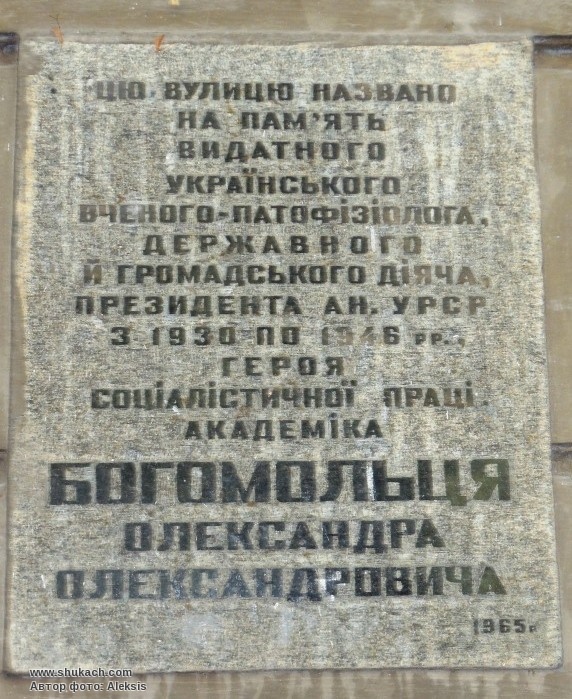 ЦЮ ВУЛИЦЮ НАЗВАНО
НА ПАМ'ЯТЬ
ВИДАТНОГО
УКРАЇНСЬКОГО
ВЧЕНОГО-ПАТОФІЗІОЛОГА,
ДЕРЖАВНОГО
Й ГРОМАДСЬКОГО ДІЯЧА,
ПРЕЗИДЕНТА АН. УРСР
З 1930 ПО 1946 РР.,
ГЕРОЯ
СОЦІАЛІСТИЧНОЇ ПРАЦІ.
АКАДЕМІКА
БОГОМОЛЬЦЯ
ОЛЕКСАНДРА
ОЛЕКСАНДРОВИЧА
1965р
www.shukach.com
Автор фото: Aleksis